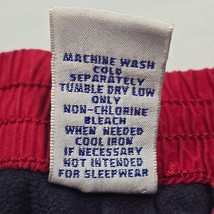 MACHINE WASH
COLD
SEPARATELY
TUMBLE DRY LOW
ONLY
NON-CHLORINE
BLEACH
WHEN NEEDED
COOL IRON
IF NECESSARY
NOT INTENDED
FOR SLEEPWEAR